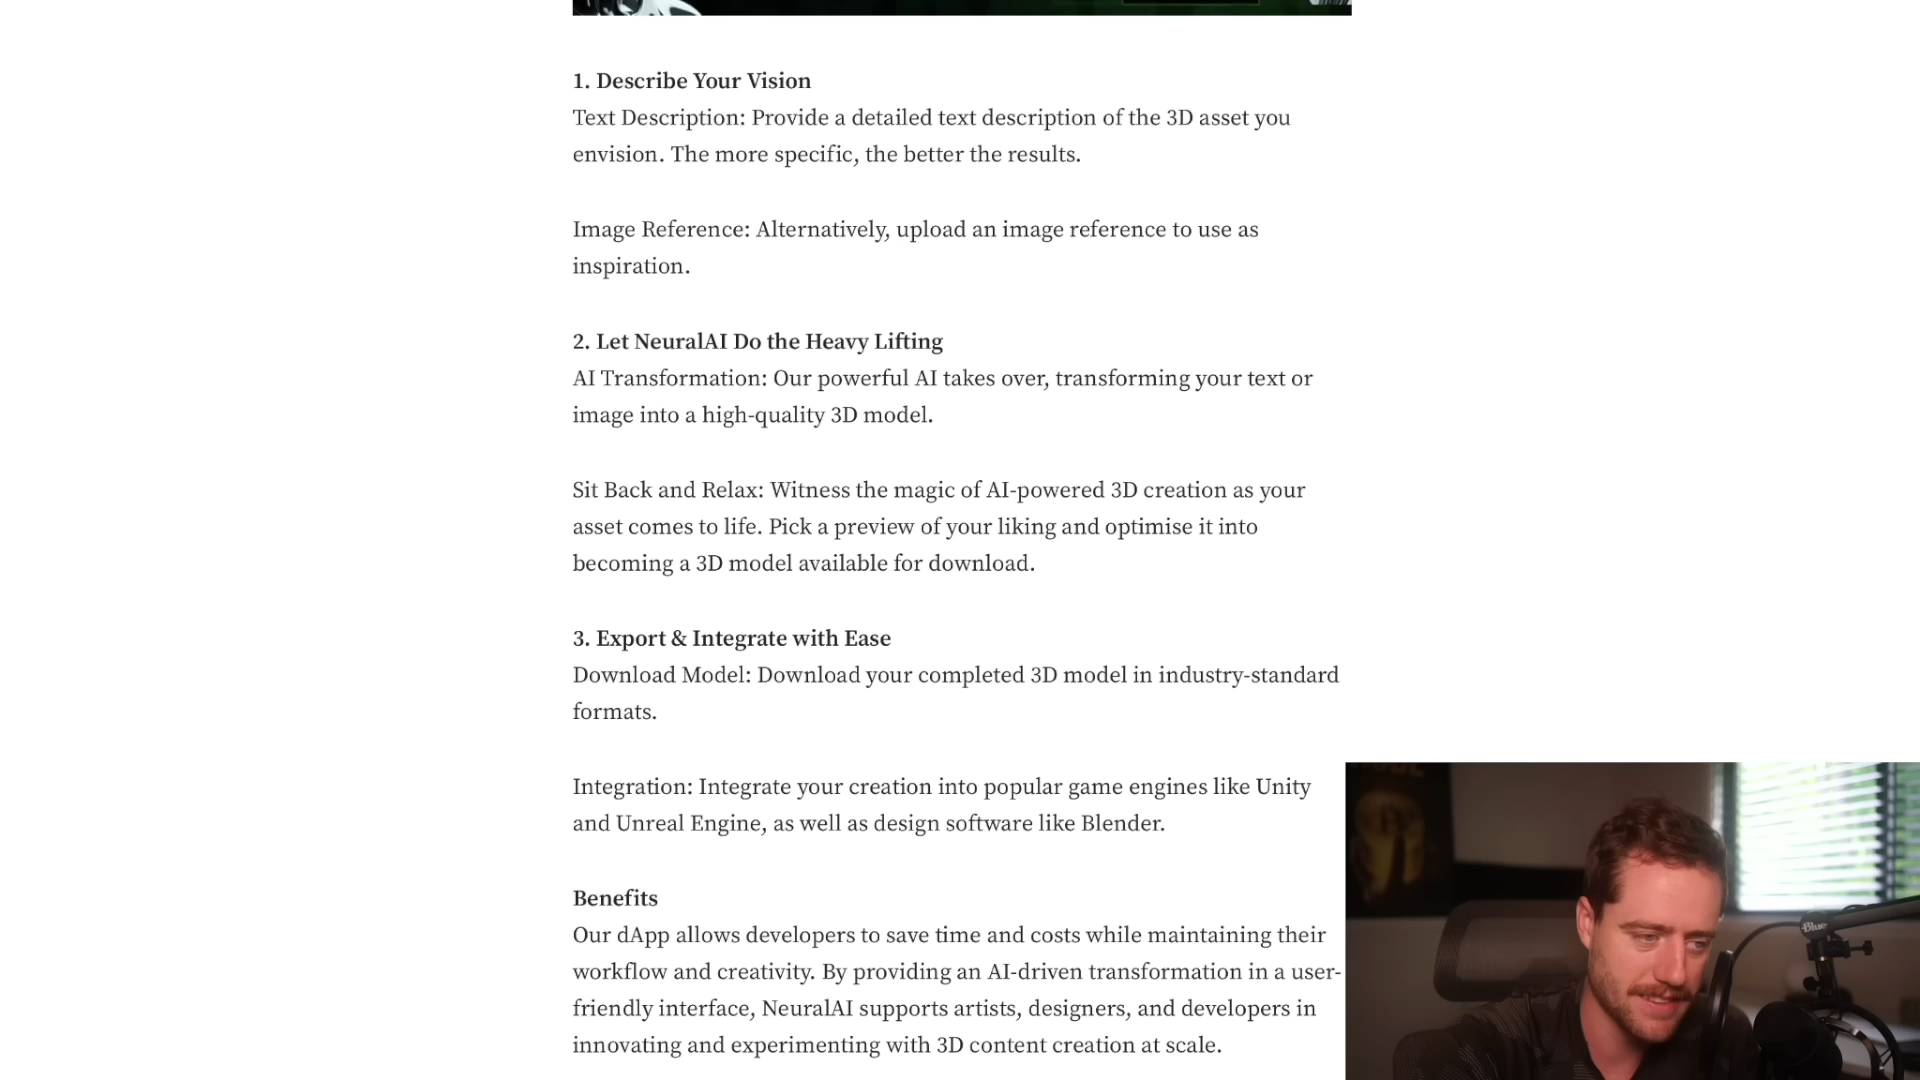 1. Describe Your Vision
Text Description: Provide a detailed text description of the 3D asset you
envision. The more specific, the better the results.
Image Reference: Alternatively, upload an image reference to use as
inspiration.
2. Let NeuralAI Do the Heavy Lifting
AI Transformation: Our powerful AI takes over, transforming your text or
image into a high-quality 3D model.
Sit Back and Relax: Witness the magic of AI-powered 3D creation as your
asset comes to life. Pick a preview of your liking and optimise it into
becoming a 3D model available for download.
3. Export & Integrate with Ease
Download Model: Download your completed 3D model in industry-standard
formats.
Integration: Integrate your creation into popular game engines like Unity
and Unreal Engine, as well as design software like Blender.
Benefits
Our dApp allows developers to save time and costs while maintaining their
workflow and creativity. By providing an AI-driven transformation in a user-
friendly interface, NeuralAI supports artists, designers, and developers in
innovating and experimenting with 3D content creation at scale.
Blue